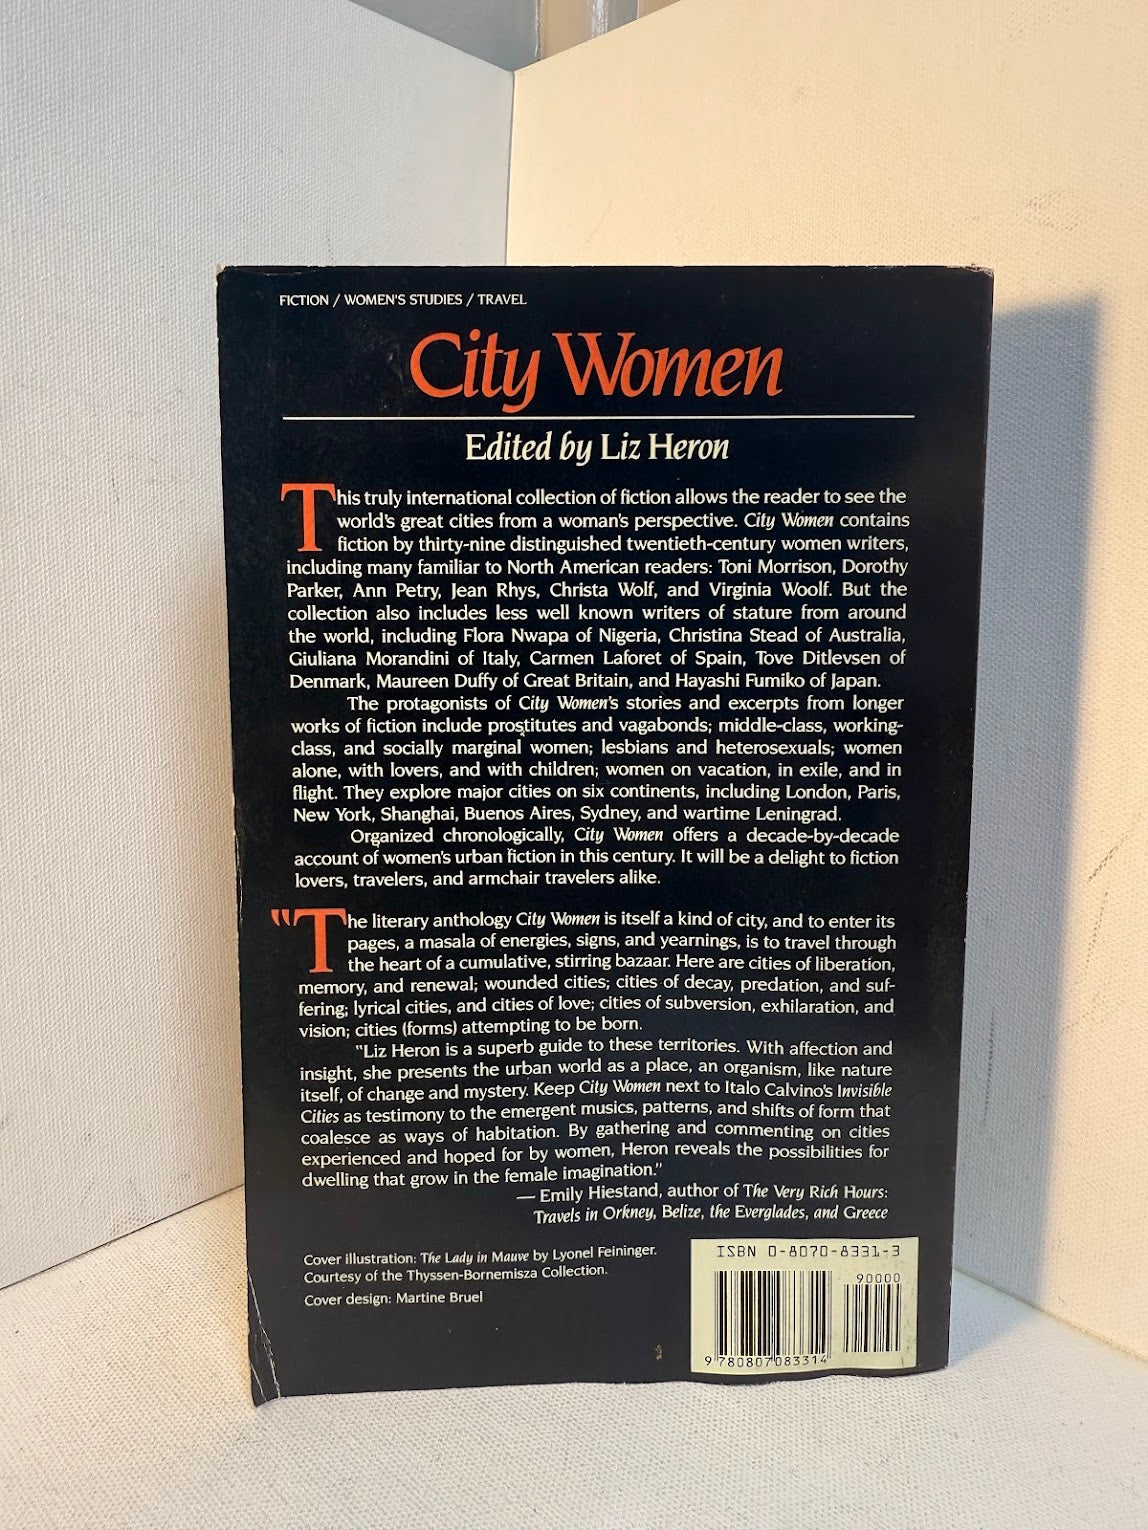 FICTION / WOMEN'S STUDIES / TRAVEL
City Women
Edited by Liz Heron
This truly international collection of fiction allows the reader to see the
world's great cities from a woman's perspective. City Women contains
fiction by thirty-nine distinguished twentieth-century women writers,
including many familiar to North American readers: Toni Morrison, Dorothy
Parker, Ann Petry, Jean Rhys, Christa Wolf, and Virginia Woolf. But the
collection also includes less well known writers of stature from around
the world, including Flora Nwapa of Nigeria, Christina Stead of Australia,
Giuliana Morandini of Italy, Carmen Laforet of Spain, Tove Ditlevsen of
Denmark, Maureen Duffy of Great Britain, and Hayashi Fumiko of Japan.
The protagonists of City Women's stories and excerpts from longer
works of fiction include prostitutes and vagabonds; middle-class, working-
class, and socially marginal women; lesbians and heterosexuals; women
alone, with lovers, and with children; women on vacation, in exile, and in
flight. They explore major cities on six continents, including London, Paris,
New York, Shanghai, Buenos Aires, Sydney, and wartime Leningrad.
Organized chronologically, City Women offers a decade-by-decade
account of women's urban fiction in this century. It will be a delight to fiction
lovers, travelers, and armchair travelers alike.
"The literary anthology City Women is itself a kind of city, and to enter its
pages, a masala of energies, signs, and yearnings, is to travel through
the heart of a cumulative, stirring bazaar. Here are cities of liberation,
memory, and renewal; wounded cities; cities of decay, predation, and suf-
fering; lyrical cities, and cities of love; cities of subversion, exhilaration, and
vision; cities (forms) attempting to be born.
"Liz Heron is a superb guide to these territories. With affection and
insight, she presents the urban world as a place, an organism, like nature
itself, of change and mystery. Keep City Women next to Italo Calvino's Invisible
Cities as testimony to the emergent musics, patterns, and shifts of form that
coalesce as ways of habitation. By gathering and commenting on cities
experienced and hoped for by women, Heron reveals the possibilities for
dwelling that grow in the female imagination."
— Emily Hiestand, author of The Very Rich Hours:
Travels in Orkney, Belize, the Everglades, and Greece
Cover illustration: The Lady in Mauve by Lyonel Feininger.
Courtesy of the Thyssen-Bornemisza Collection.
Cover design: Martine Bruel
ISBN 0-8070-8331-3
90000
9 780807 083314